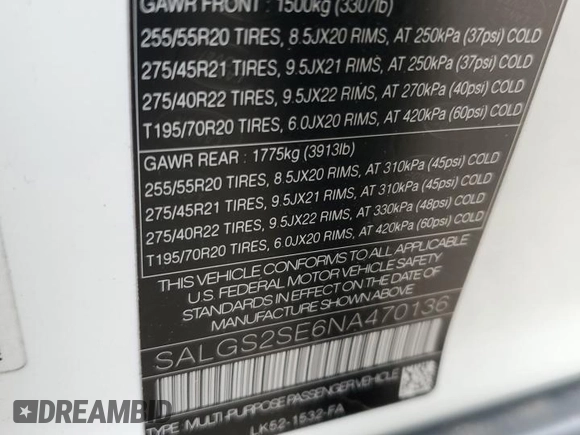 GAWR FRONT : 1500kg (3307lb)
255/55R20 TIRES, 8.5JX20 RIMS, AT 250kPa (37psi) COLD
275/45R21 TIRES, 9.5JX21 RIMS, AT 250kPa (37psi) COLD
275/40R22 TIRES, 9.5JX22 RIMS, AT 270kPa (40psi) COLD
T195/70R20 TIRES, 6.0JX20 RIMS, AT 420kPa (60psi) COLD
GAWR REAR : 1775kg (3913lb)
255/55R20 TIRES, 8.5JX20 RIMS, AT 310kPa (45psi) COLD
275/45R21 TIRES, 9.5JX21 RIMS, AT 310kPa (45psi) COLD
275/40R22 TIRES, 9.5JX22 RIMS, AT 330kPa (48psi) COLD
T195/70R20 TIRES, 6.0JX20 RIMS, AT 420kPa (60psi) COLD
THIS VEHICLE CONFORMS TO ALL APPLICABLE
U.S. FEDERAL MOTOR VEHICLE SAFETY
STANDARDS IN EFFECT ON THE DATE OF
MANUFACTURE SHOWN ABOVE.
SALGS2SE6NA470136
TYPE: MULTI-PURPOSE PASSENGER VEHICLE
LK52-1532-FA
DREAMBID
DREAMBID.COM